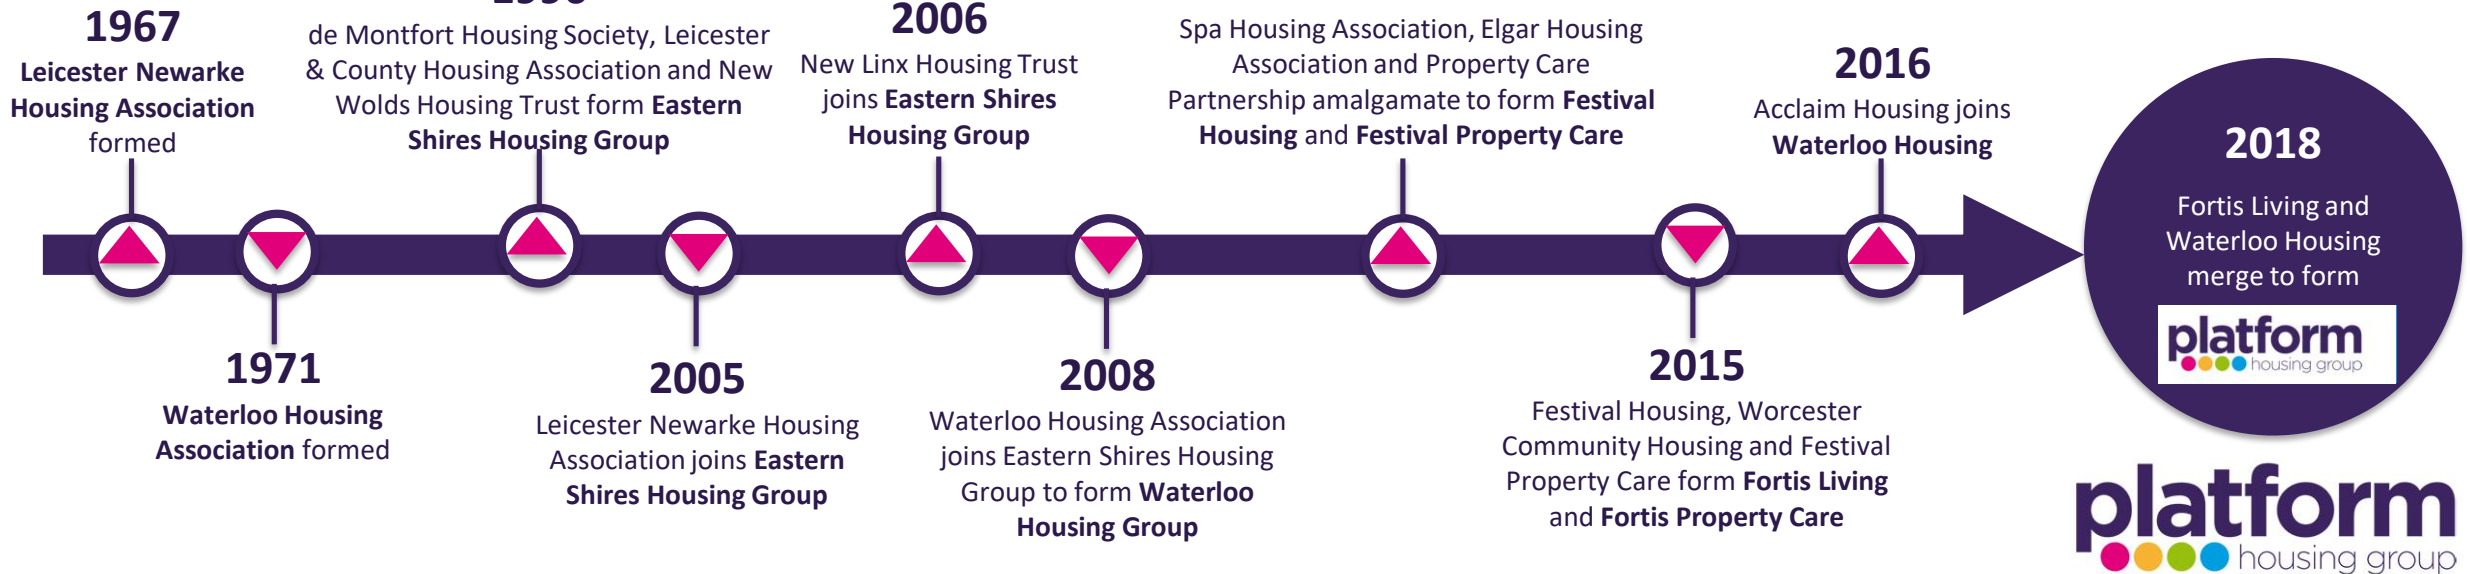 1967
Leicester Newarke
Housing Association
formed
de Montfort Housing Society, Leicester
& County Housing Association and New
Wolds Housing Trust form Eastern
Shires Housing Group
2006
New Linx Housing Trust
joins Eastern Shires
Housing Group
Spa Housing Association, Elgar Housing
Association and Property Care
Partnership amalgamate to form Festival
Housing and Festival Property Care
2016
Acclaim Housing joins
Waterloo Housing
2018
Fortis Living and
Waterloo Housing
merge to form
platform
housing group
1971
Waterloo Housing
Association formed
2005
Leicester Newarke Housing
Association joins Eastern
Shires Housing Group
2008
Waterloo Housing Association
joins Eastern Shires Housing
Group to form Waterloo
Housing Group
2015
Festival Housing, Worcester
Community Housing and Festival
Property Care form Fortis Living
and Fortis Property Care
platform
housing group